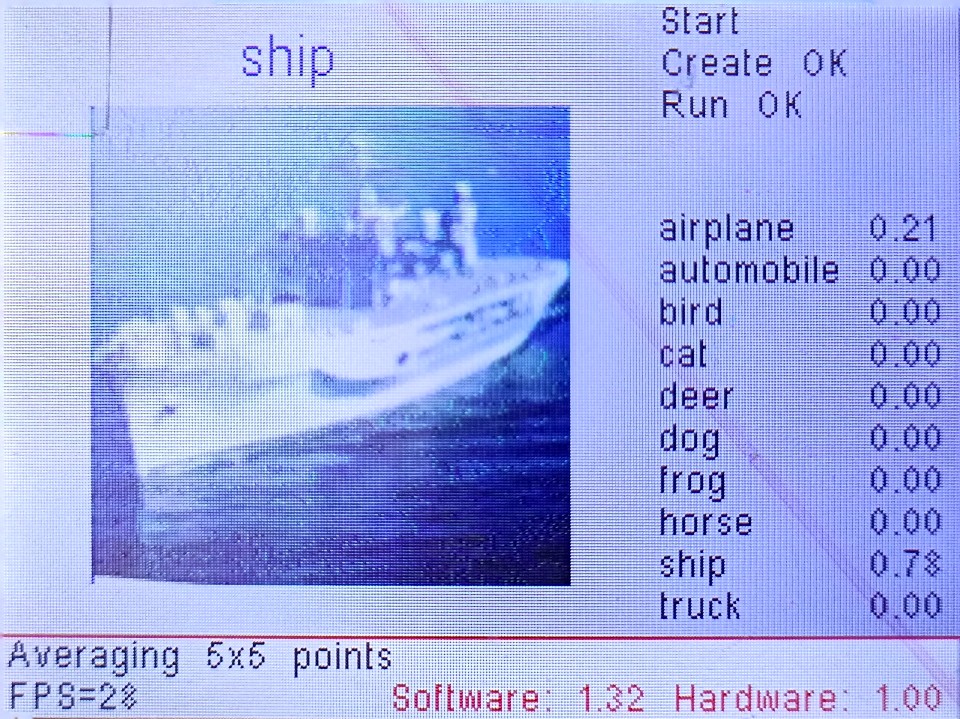 ship
Start
Create OK
Run OK
airplane 0.21
automobile 0.00
bird 0.00
cat 0.00
deer 0.00
dog 0.00
frog 0.00
horse 0.00
ship 0.78
truck 0.00
Averaging 5x5 points
FPS=28
Software: 1.32 Hardware: 1.00